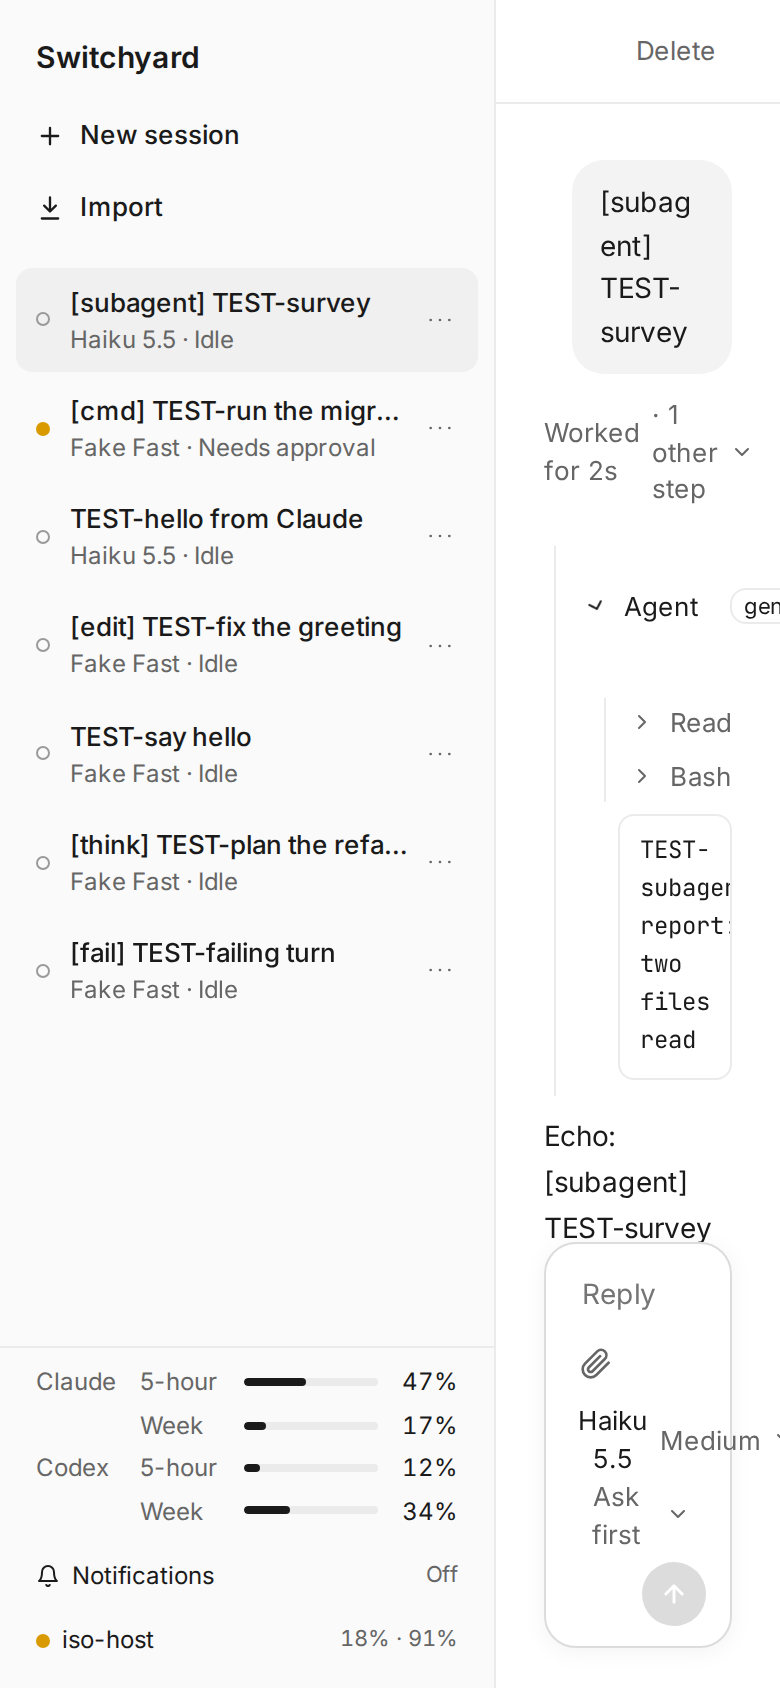 Switchyard
New session
Import
[subagent] TEST-survey
Haiku 5.5 · Idle
[cmd] TEST-run the migr...
Fake Fast · Needs approval
TEST-hello from Claude
Haiku 5.5 · Idle
[edit] TEST-fix the greeting
Fake Fast · Idle
TEST-say hello
Fake Fast · Idle
[think] TEST-plan the refa...
Fake Fast · Idle
[fail] TEST-failing turn
Fake Fast · Idle
Claude 5-hour 47%
Week 17%
Codex 5-hour 12%
Week 34%
Notifications Off
iso-host 18% · 91%
Delete
[subag
ent]
TEST-
survey
Worked
for 2s
· 1
other
step
Agent gen
Read
Bash
TEST-
subagen
report:
two
files
read
Echo:
[subagent]
TEST-survey
Reply
Haiku
5.5
Medium
Ask
first